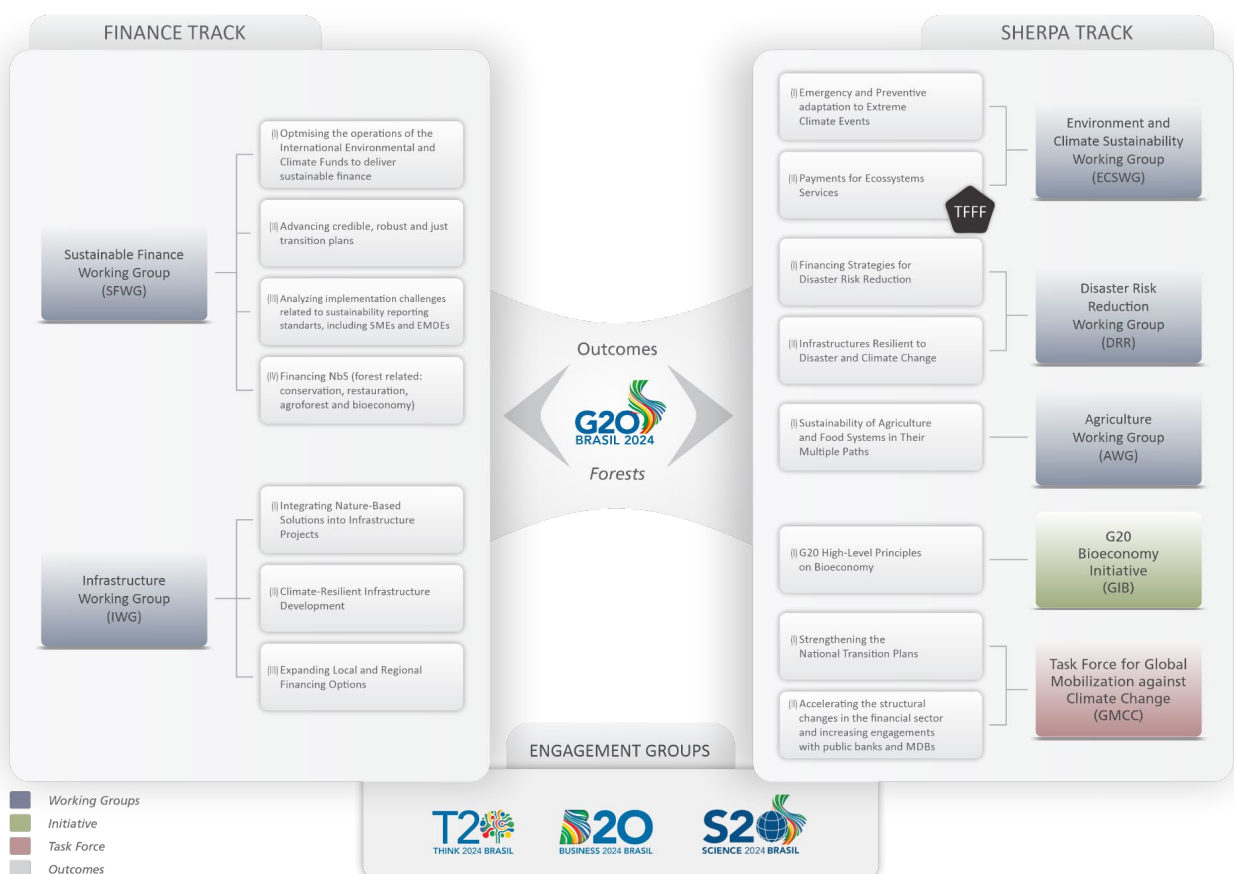 FINANCE TRACK
Sustainable Finance
Working Group
(SFWG)
(I) Optmising the operations of the
International Environmental and
Climate Funds to deliver
sustainable finance
(II) Advancing credible, robust and just
transition plans
(III) Analyzing implementation challenges
related to sustainability reporting
standarts, including SMEs and EMDEs
(IV) Financing NbS (forest related:
conservation, restauration,
agroforest and bioeconomy)
Infrastructure
Working Group
(IWG)
(I) Integrating Nature-Based
Solutions into Infrastructure
Projects
(II) Climate-Resilient Infrastructure
Development
(III) Expanding Local and Regional
Financing Options
Outcomes
G20
BRASIL 2024
Forests
SHERPA TRACK
(I) Emergency and Preventive
adaptation to Extreme
Climate Events
(II) Payments for Ecosystems
Services
TFFF
Environment and
Climate Sustainability
Working Group
(ECSWG)
(I) Financing Strategies for
Disaster Risk Reduction
(II) Infrastructures Resilient to
Disaster and Climate Change
Disaster Risk
Reduction
Working Group
(DRR)
(I) Sustainability of Agriculture
and Food Systems in Their
Multiple Paths
Agriculture
Working Group
(AWG)
(I) G20 High-Level Principles
on Bioeconomy
G20
Bioeconomy
Initiative
(GIB)
(I) Strengthening the
National Transition Plans
(II) Accelerating the structural
changes in the financial sector
and increasing engagements
with public banks and MDBs
Task Force for Global
Mobilization against
Climate Change
(GMCC)
ENGAGEMENT GROUPS
T20
THINK 2024 BRASIL
B20
BUSINESS 2024 BRASIL
S20
SCIENCE 2024 BRASIL
Working Groups
Initiative
Task Force
Outcomes